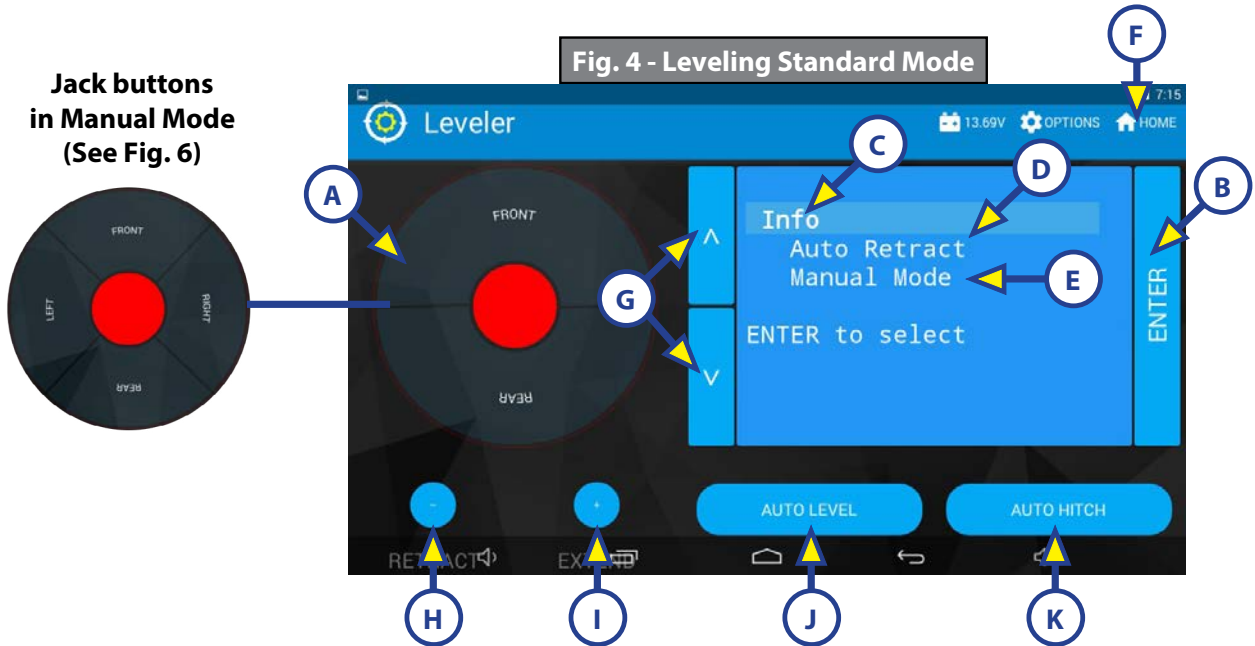 Fig. 4 - Leveling Standard Mode
F
Jack buttons
in Manual Mode
(See Fig. 6)
7:15
Leveler
13.69V
OPTIONS
HOME
A
C
D
B
FRONT
LEFT
RIGHT
REAR
FRONT
REAR
G
^
v
Info
Auto Retract
Manual Mode
E
ENTER to select
ENTER
-
+
AUTO LEVEL
AUTO HITCH
RETRACT
EXTEND
H
I
J
K